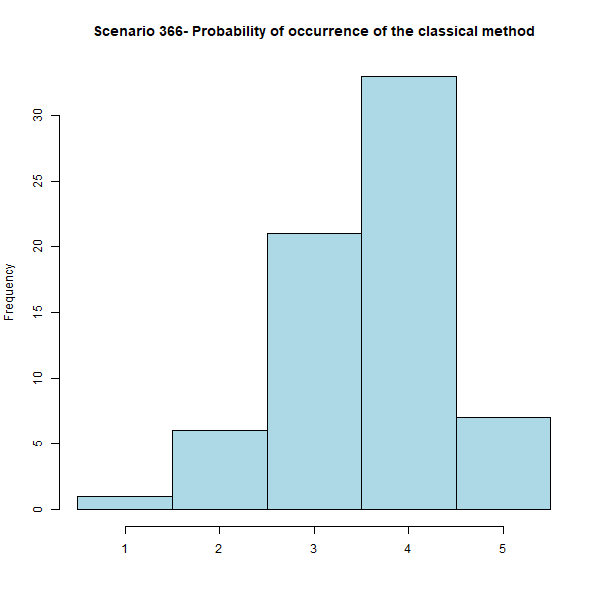 Scenario 366- Probability of occurrence of the classical method
30
25
20
15
10
5
0
Frequency
1 2 3 4 5